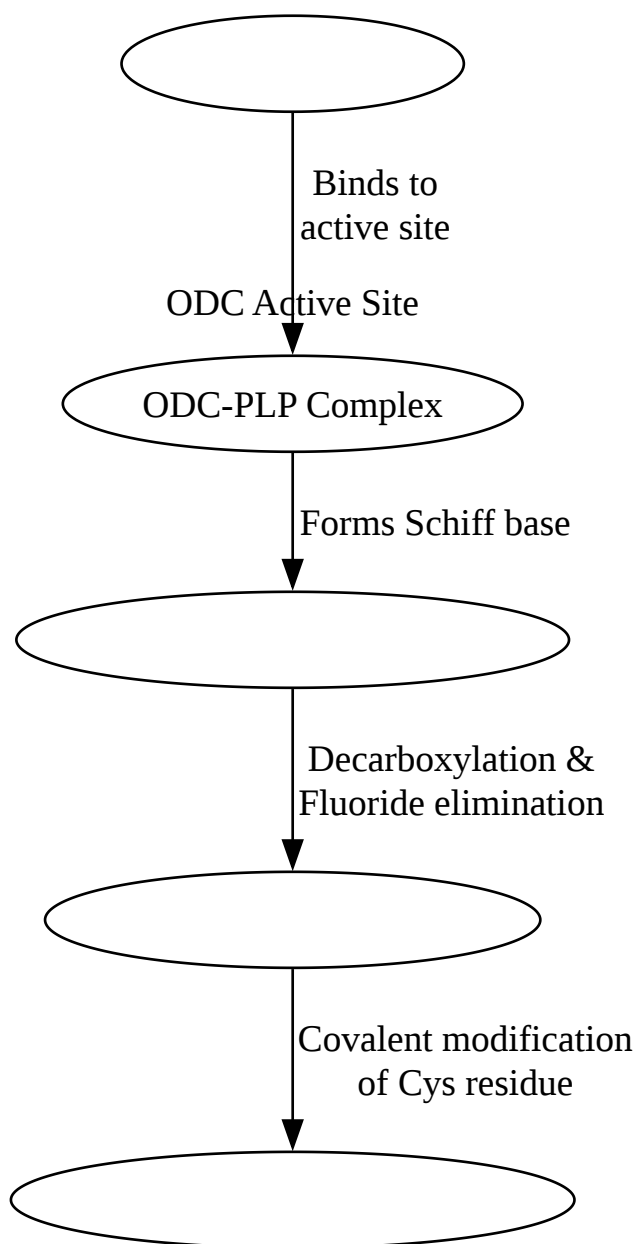 Binds to
active site
ODC Active Site
ODC-PLP Complex
Forms Schiff base
Decarboxylation &
Fluoride elimination
Covalent modification
of Cys residue